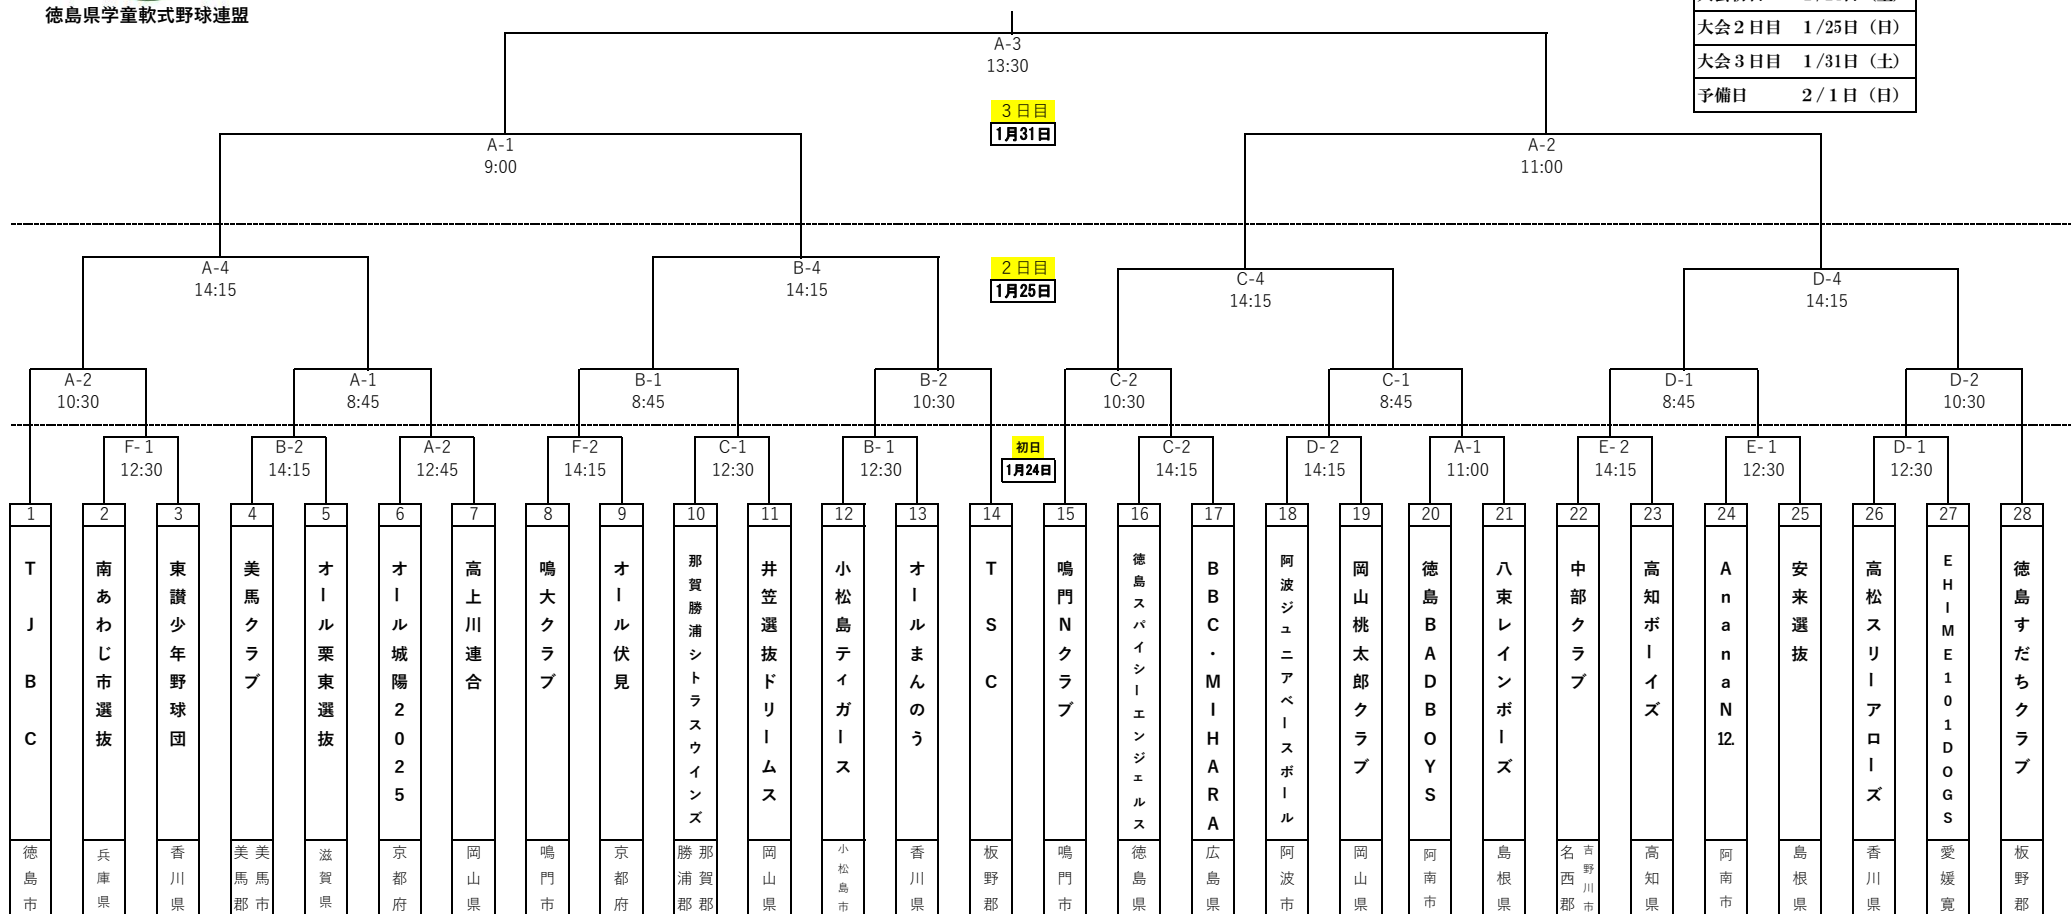 徳島県学童軟式野球連盟
大会２日目 １/25日（日）
大会３日目 １/31日（土）
予備日 ２/１日（日）
A-3
13:30
３日目
1月31日
A-1
9:00
A-2
11:00
A-4
14:15
B-4
14:15
２日目
1月25日
C-4
14:15
D-4
14:15
A-2
10:30
A-1
8:45
B-1
8:45
B-2
10:30
C-2
10:30
C-1
8:45
D-1
8:45
D-2
10:30
F-１
12:30
B-2
14:15
A-2
12:45
F-2
14:15
C-1
12:30
B-１
12:30
初日
1月24日
C-2
14:15
D-２
14:15
A-1
11:00
E-２
14:15
E-１
12:30
D-１
12:30
1
TJBC
徳島市
2
南あわじ市選抜
兵庫県
3
東讃少年野球団
香川県
4
美馬クラブ
美馬市
美馬郡
5
オール栗東選抜
滋賀県
6
オール城陽2025
京都府
7
高上川連合
岡山県
8
鳴大クラブ
鳴門市
9
オール伏見
京都府
10
那賀勝浦シトラスウインズ
那賀郡
勝浦郡
11
井笠選抜ドリームス
岡山県
12
小松島ティガース
小松島市
13
オールまんのう
香川県
14
TSC
板野郡
15
鳴門Nクラブ
鳴門市
16
徳島スパイシーエンジェルス
徳島県
17
BBC・MIHARA
広島県
18
阿波ジュニアベースボール
阿波市
19
岡山桃太郎クラブ
岡山県
20
徳島BADBOYS
阿南市
21
八束レインボーズ
島根県
22
中部クラブ
吉野川市
名西郡
23
高知ボーイズ
高知県
24
AnanaN12.
阿南市
25
安来選抜
島根県
26
高松スリーアローズ
香川県
27
EHIME101DOGS
愛媛寛
28
徳島すだちクラブ
板野郡